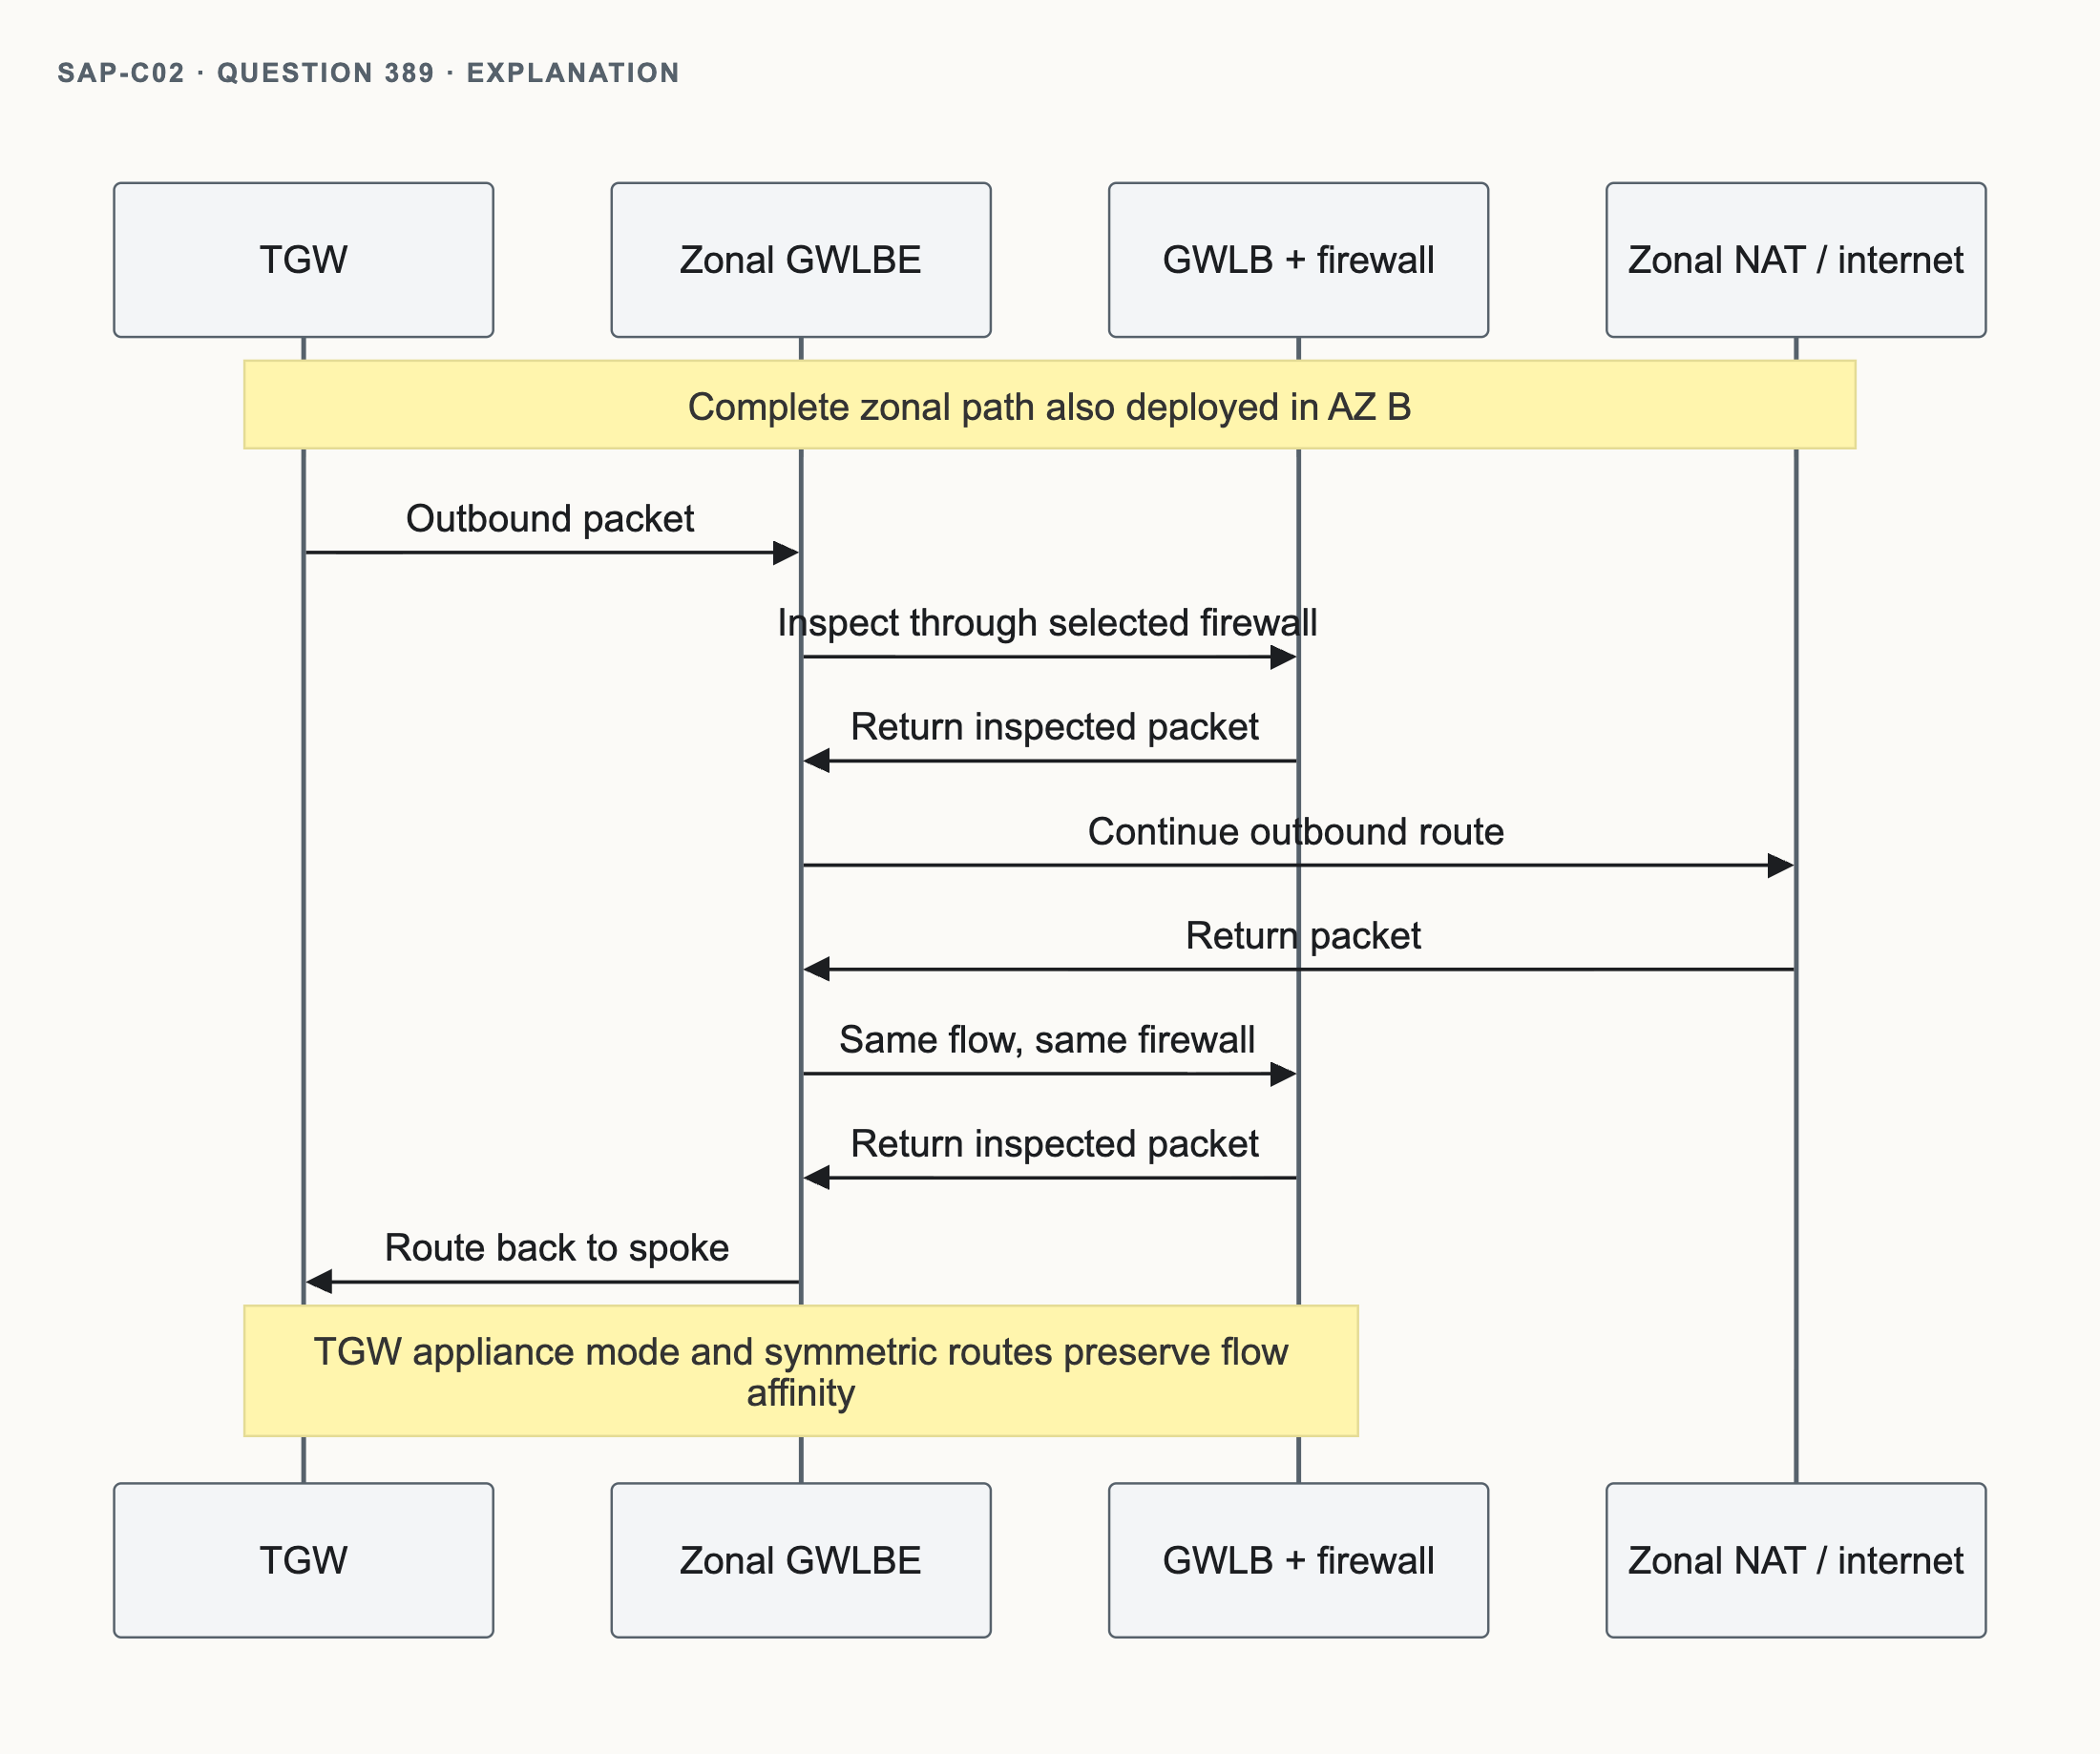 SAP-C02 · QUESTION 389 · EXPLANATION
TGW
Zonal GWLBE
GWLB + firewall
Zonal NAT / internet
Complete zonal path also deployed in AZ B
Outbound packet
Inspect through selected firewall
Return inspected packet
Continue outbound route
Return packet
Same flow, same firewall
Return inspected packet
Route back to spoke
TGW appliance mode and symmetric routes preserve flow
affinity
TGW
Zonal GWLBE
GWLB + firewall
Zonal NAT / internet